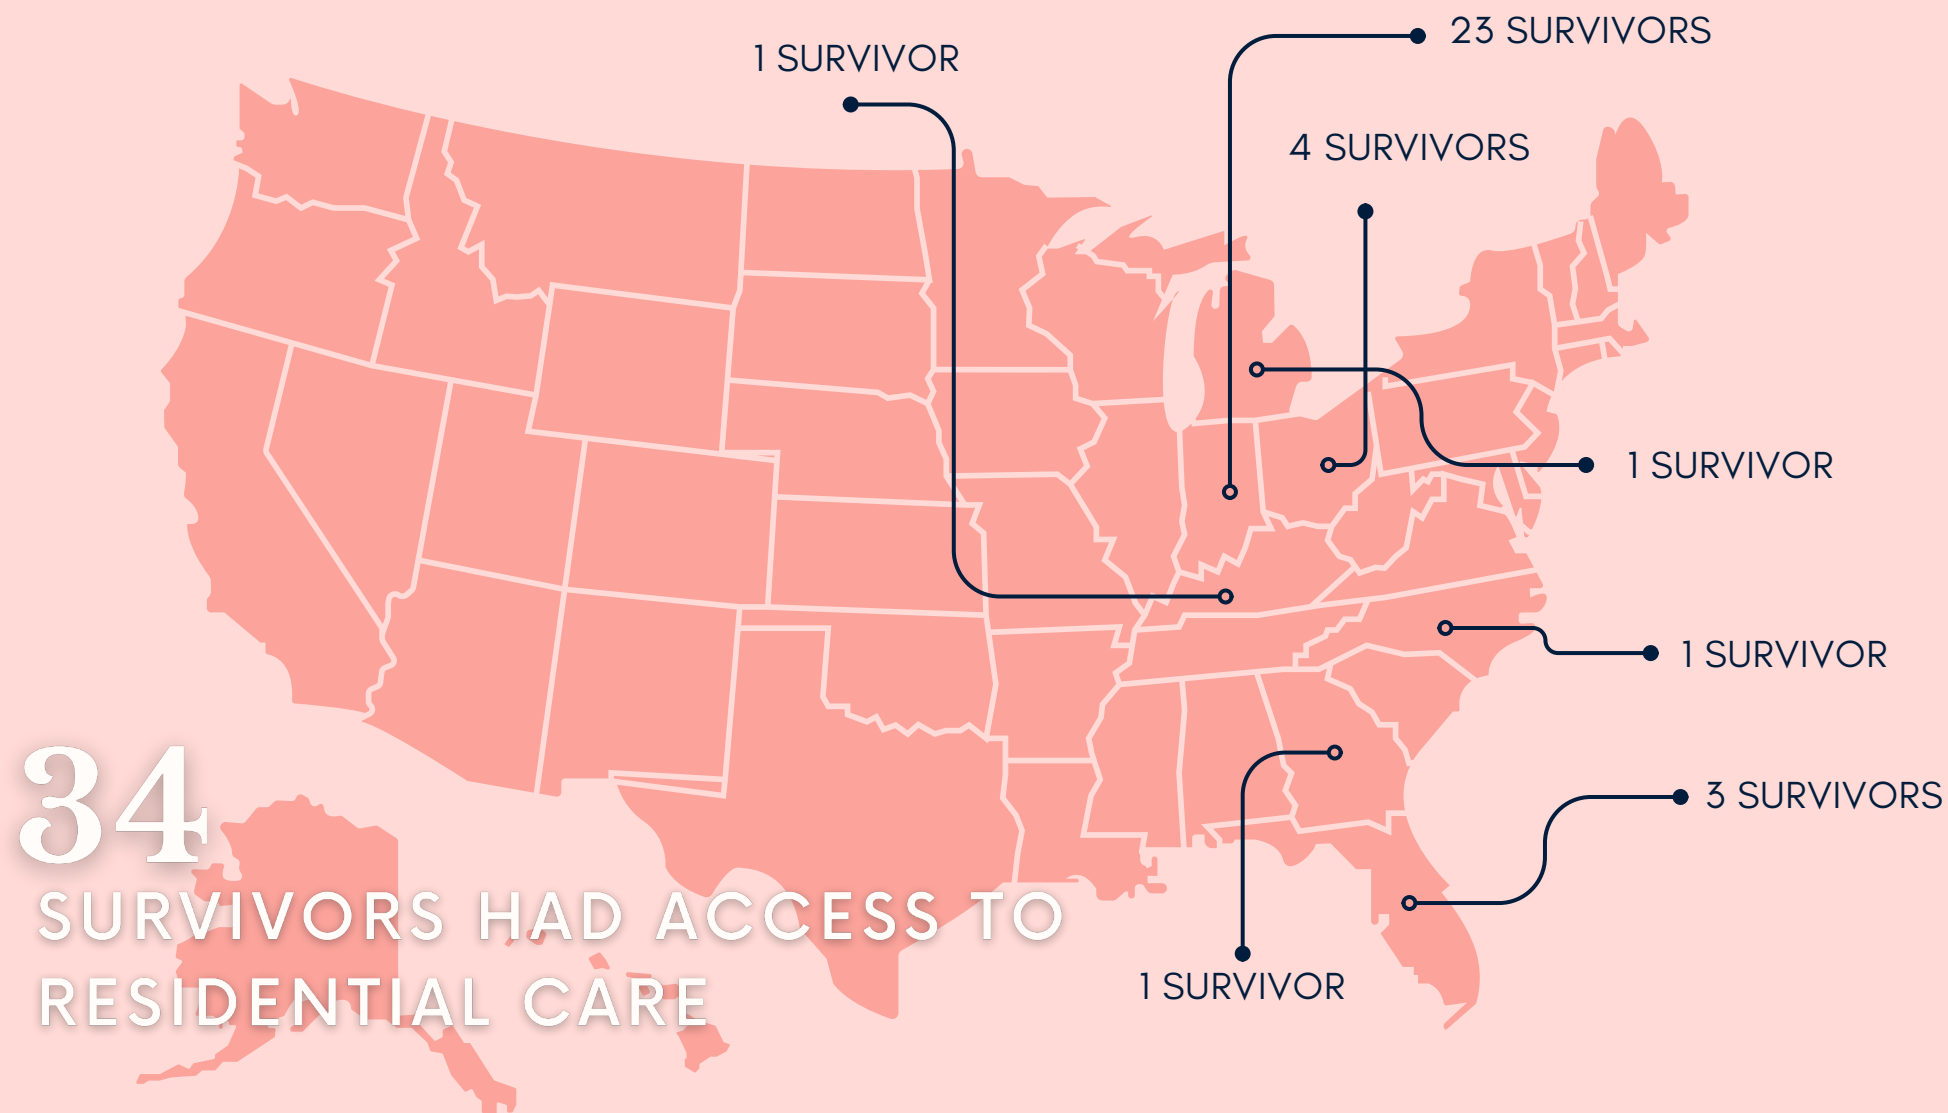 23 SURVIVORS
1 SURVIVOR
4 SURVIVORS
1 SURVIVOR
1 SURVIVOR
34
3 SURVIVORS
SURVIVORS HAD ACCESS TO
1 SURVIVOR
RESIDENTIAL CARE